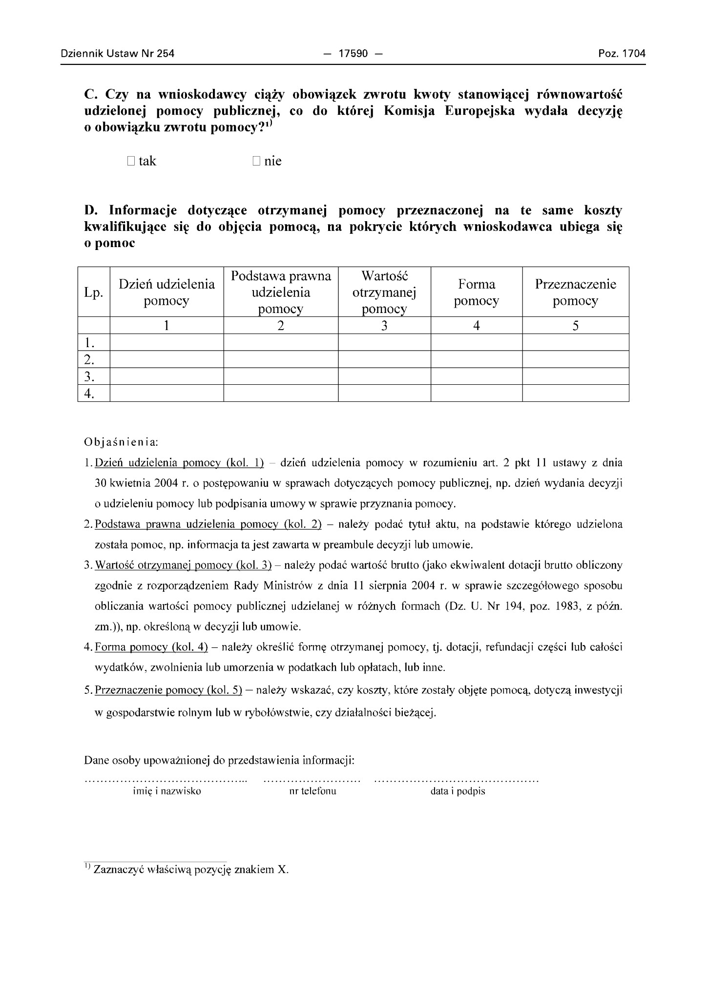 Dziennik Ustaw Nr 254 — 17590 — Poz. 1704
C. Czy na wnioskodawcy ciąży obowiązek zwrotu kwoty stanowiącej równowartość
udzielonej pomocy publicznej, co do której Komisja Europejska wydała decyzję
o obowiązku zwrotu pomocy?¹⁾
☐ tak ☐ nie
D. Informacje dotyczące otrzymanej pomocy przeznaczonej na te same koszty
kwalifikujące się do objęcia pomocą, na pokrycie których wnioskodawca ubiega się
o pomoc
Lp.
Dzień udzielenia
pomocy
Podstawa prawna
udzielenia
pomocy
Wartość
otrzymanej
pomocy
Forma
pomocy
Przeznaczenie
pomocy
1 2 3 4 5
1.
2.
3.
4.
Objaśnienia:
1. Dzień udzielenia pomocy (kol. 1) – dzień udzielenia pomocy w rozumieniu art. 2 pkt 11 ustawy z dnia
30 kwietnia 2004 r. o postępowaniu w sprawach dotyczących pomocy publicznej, np. dzień wydania decyzji
o udzieleniu pomocy lub podpisania umowy w sprawie przyznania pomocy.
2. Podstawa prawna udzielenia pomocy (kol. 2) – należy podać tytuł aktu, na podstawie którego udzielona
została pomoc, np. informacja ta jest zawarta w preambule decyzji lub umowie.
3. Wartość otrzymanej pomocy (kol. 3) – należy podać wartość brutto (jako ekwiwalent dotacji brutto obliczony
zgodnie z rozporządzeniem Rady Ministrów z dnia 11 sierpnia 2004 r. w sprawie szczegółowego sposobu
obliczania wartości pomocy publicznej udzielanej w różnych formach (Dz. U. Nr 194, poz. 1983, z późn.
zm.)), np. określoną w decyzji lub umowie.
4. Forma pomocy (kol. 4) – należy określić formę otrzymanej pomocy, tj. dotacji, refundacji części lub całości
wydatków, zwolnienia lub umorzenia w podatkach lub opłatach, lub inne.
5. Przeznaczenie pomocy (kol. 5) – należy wskazać, czy koszty, które zostały objęte pomocą, dotyczą inwestycji
w gospodarstwie rolnym lub w rybołówstwie, czy działalności bieżącej.
Dane osoby upoważnionej do przedstawienia informacji:
…………………………………... ……………………. ……………………………………
imię i nazwisko nr telefonu data i podpis
¹⁾ Zaznaczyć właściwą pozycję znakiem X.